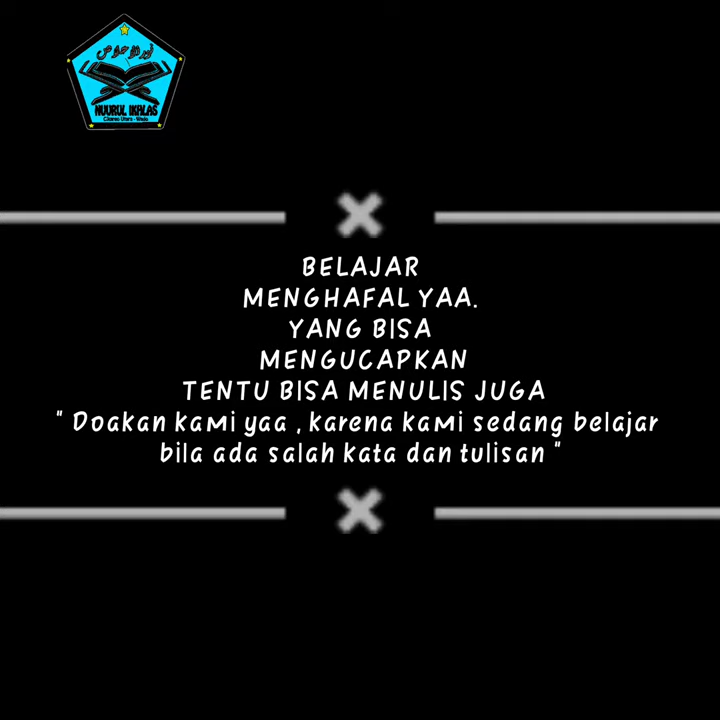 NUURUL IKHLAS
BELAJAR
MENGHAFAL YAA.
YANG BISA
MENGUCAPKAN
TENTU BISA MENULIS JUGA
" Doakan kami yaa , karena kami sedang belajar
bila ada salah kata dan tulisan "